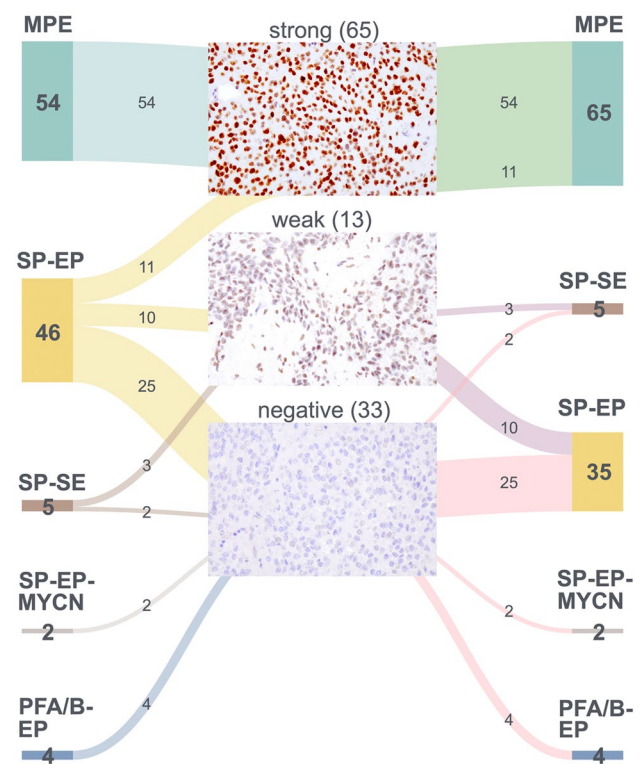 MPE
strong (65)
MPE
54
54
54
65
11
weak (13)
SP-EP
11
SP-SE
46
10
3
5
2
25
negative (33)
SP-EP
10
3
25
35
SP-SE
5
2
SP-EP-
MYCN
2
2
SP-EP-
MYCN
2
2
PFA/B-
EP
4
4
PFA/B-
EP
4
4